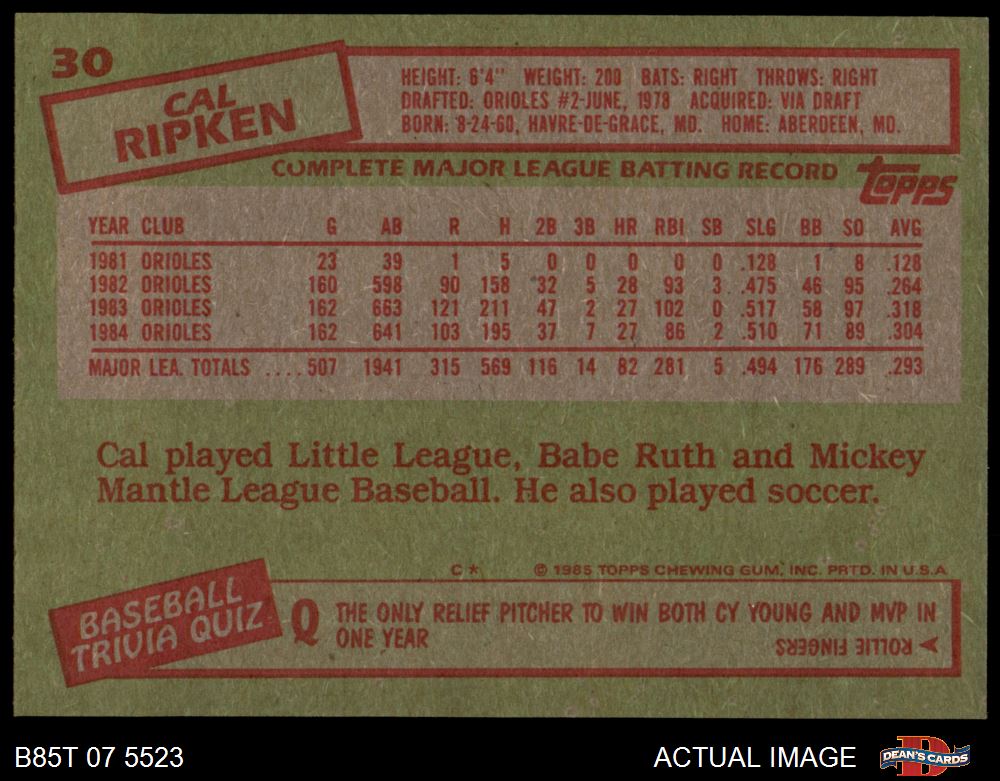 30
CAL
RIPKEN
HEIGHT: 6'4" WEIGHT: 200 BATS: RIGHT THROWS: RIGHT
DRAFTED: ORIOLES #2-JUNE, 1978 ACQUIRED: VIA DRAFT
BORN: 8-24-60, HAVRE-DE-GRACE, MD. HOME: ABERDEEN, MD.
COMPLETE MAJOR LEAGUE BATTING RECORD
Topps
YEAR CLUB G AB R H 2B 3B HR RBI SB SLG BB SO AVG
1981 ORIOLES 23 39 1 5 0 0 0 0 0 .128 1 8 .128
1982 ORIOLES 160 598 90 158 32 5 28 93 3 .475 46 95 .264
1983 ORIOLES 162 663 121 211 47 2 27 102 0 .517 58 97 .318
1984 ORIOLES 162 641 103 195 37 7 27 86 2 .510 71 89 .304
MAJOR LEA. TOTALS ....507 1941 315 569 116 14 82 281 5 .494 176 289 .293
Cal played Little League, Babe Ruth and Mickey
Mantle League Baseball. He also played soccer.
C* © 1985 TOPPS CHEWING GUM, INC. PRTD. IN U.S.A
BASEBALL
TRIVIA QUIZ
Q THE ONLY RELIEF PITCHER TO WIN BOTH CY YOUNG AND MVP IN
ONE YEAR
ROLLIE FINGERS
B85T 07 5523
ACTUAL IMAGE
DEAN'S CARDS